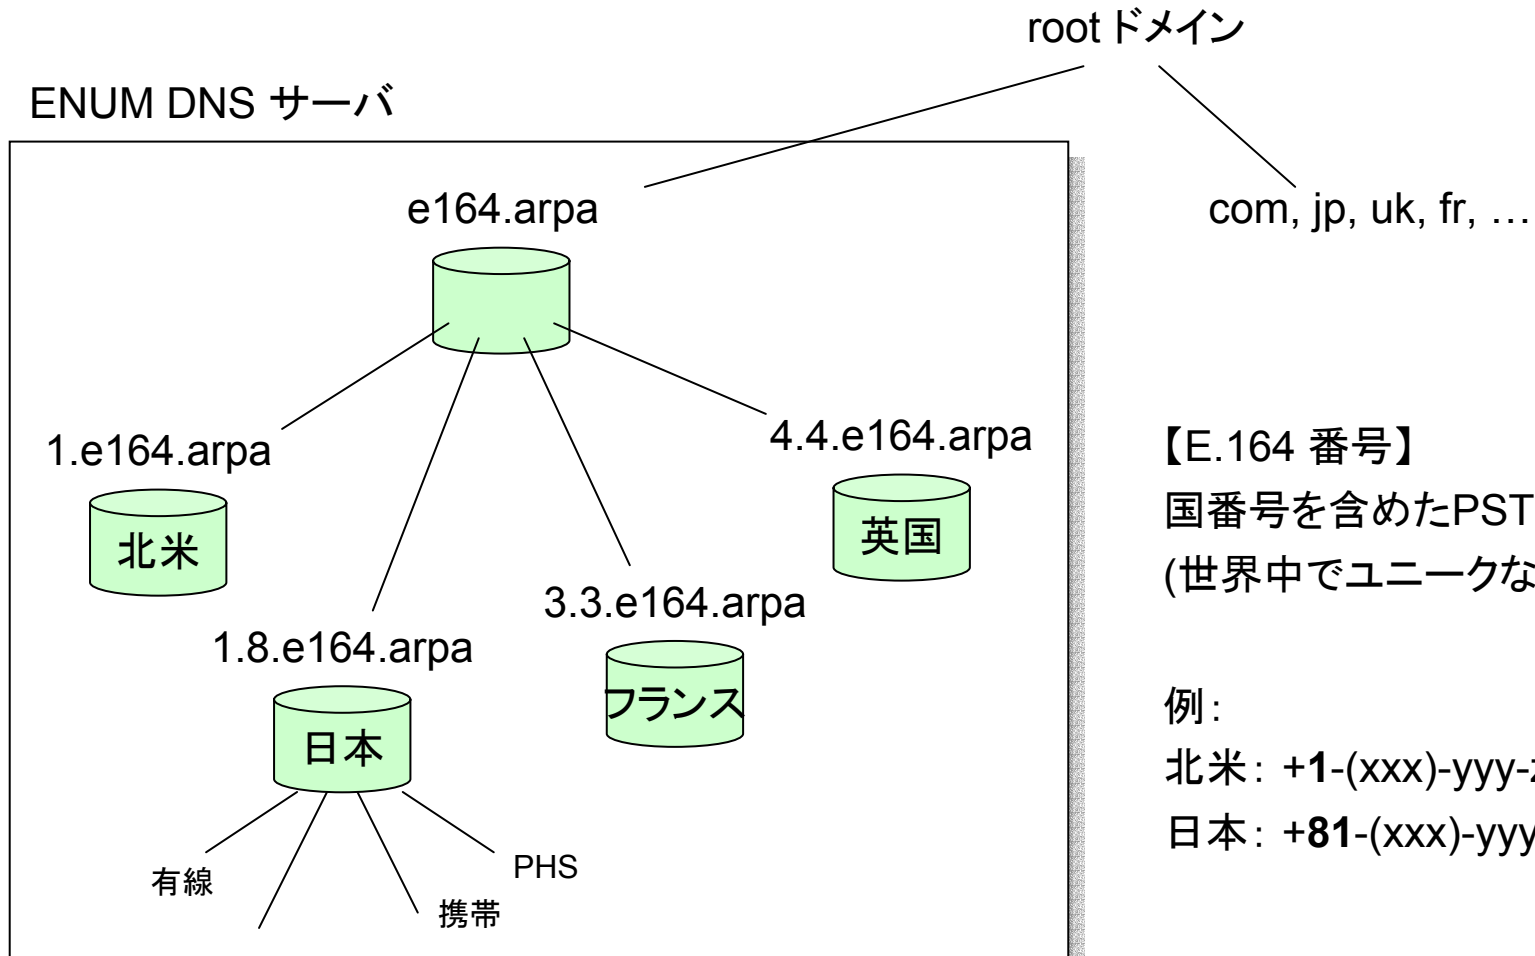 root ドメイン
ENUM DNS サーバ
e164.arpa
com, jp, uk, fr, …
1.e164.arpa
北米
4.4.e164.arpa
英国
3.3.e164.arpa
フランス
1.8.e164.arpa
日本
有線
携帯
PHS
【E.164 番号】
国番号を含めたPST
(世界中でユニークな
例：
北米： +1-(xxx)-yyy-
日本： +81-(xxx)-yyy